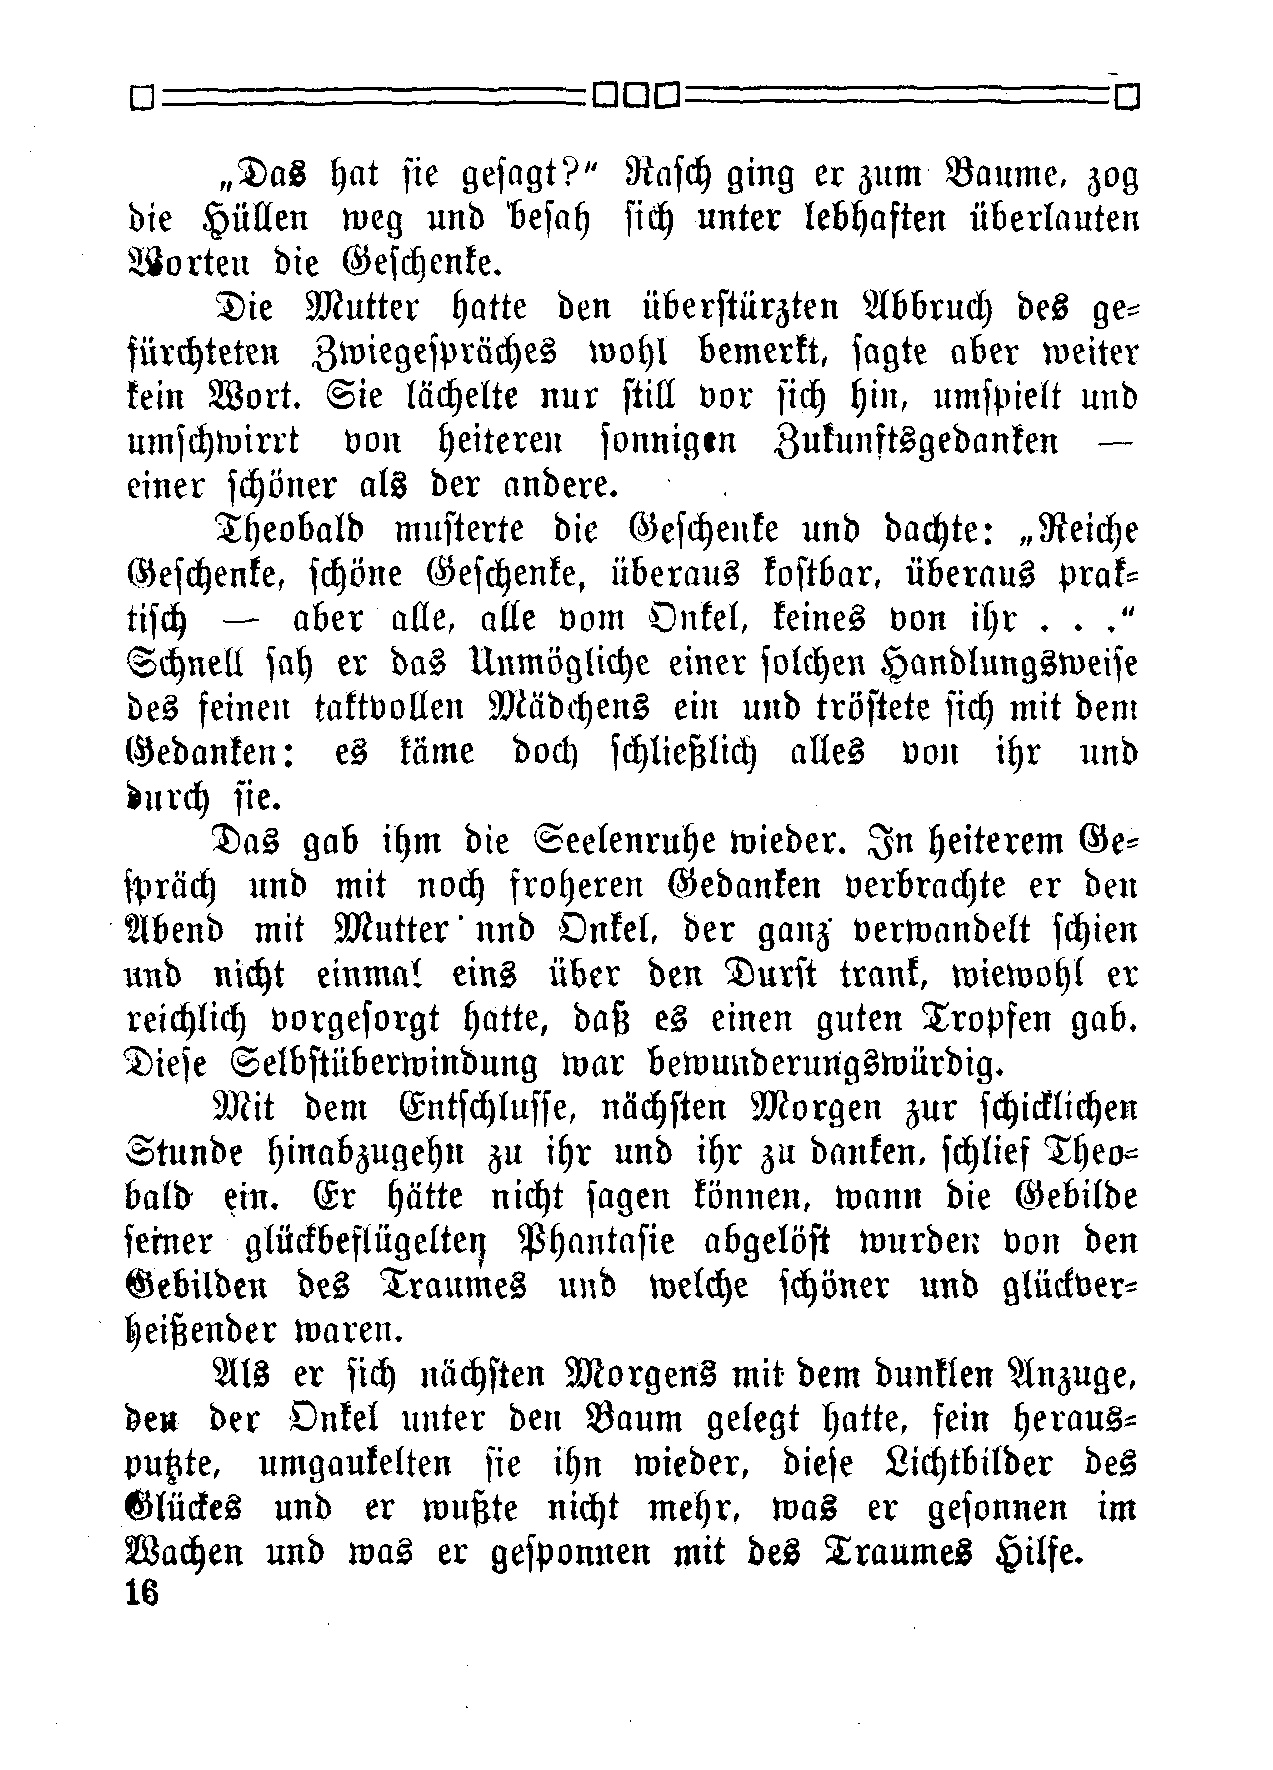 „Das hat sie gesagt?“ Rasch ging er zum Baume, zog
die Hüllen weg und besah sich unter lebhaften überlauten
Worten die Geschenke.
Die Mutter hatte den überstürzten Abbruch des ge-
fürchteten Zwiegespräches wohl bemerkt, sagte aber weiter
kein Wort. Sie lächelte nur still vor sich hin, umspielt und
umschwirrt von heiteren sonnigen Zukunftsgedanken —
einer schöner als der andere.
Theobald musterte die Geschenke und dachte: „Reiche
Geschenke, schöne Geschenke, überaus kostbar, überaus prak-
tisch — aber alle, alle vom Onkel, keines von ihr . . .“
Schnell sah er das Unmögliche einer solchen Handlungsweise
des feinen taktvollen Mädchens ein und tröstete sich mit dem
Gedanken: es käme doch schließlich alles von ihr und
durch sie.
Das gab ihm die Seelenruhe wieder. In heiterem Ge-
spräch und mit noch froheren Gedanken verbrachte er den
Abend mit Mutter und Onkel, der ganz verwandelt schien
und nicht einmal eins über den Durst trank, wiewohl er
reichlich vorgesorgt hatte, daß es einen guten Tropfen gab.
Diese Selbstüberwindung war bewunderungswürdig.
Mit dem Entschlusse, nächsten Morgen zur schicklichen
Stunde hinabzugehn zu ihr und ihr zu danken, schlief Theo-
bald ein. Er hätte nicht sagen können, wann die Gebilde
seiner glückbeflügelten Phantasie abgelöst wurden von den
Gebilden des Traumes und welche schöner und glückver-
heißender waren.
Als er sich nächsten Morgens mit dem dunklen Anzuge,
den der Onkel unter den Baum gelegt hatte, fein heraus-
putzte, umgaukelten sie ihn wieder, diese Lichtbilder des
Glückes und er wußte nicht mehr, was er gesonnen im
Wachen und was er gesponnen mit des Traumes Hilfe.
16